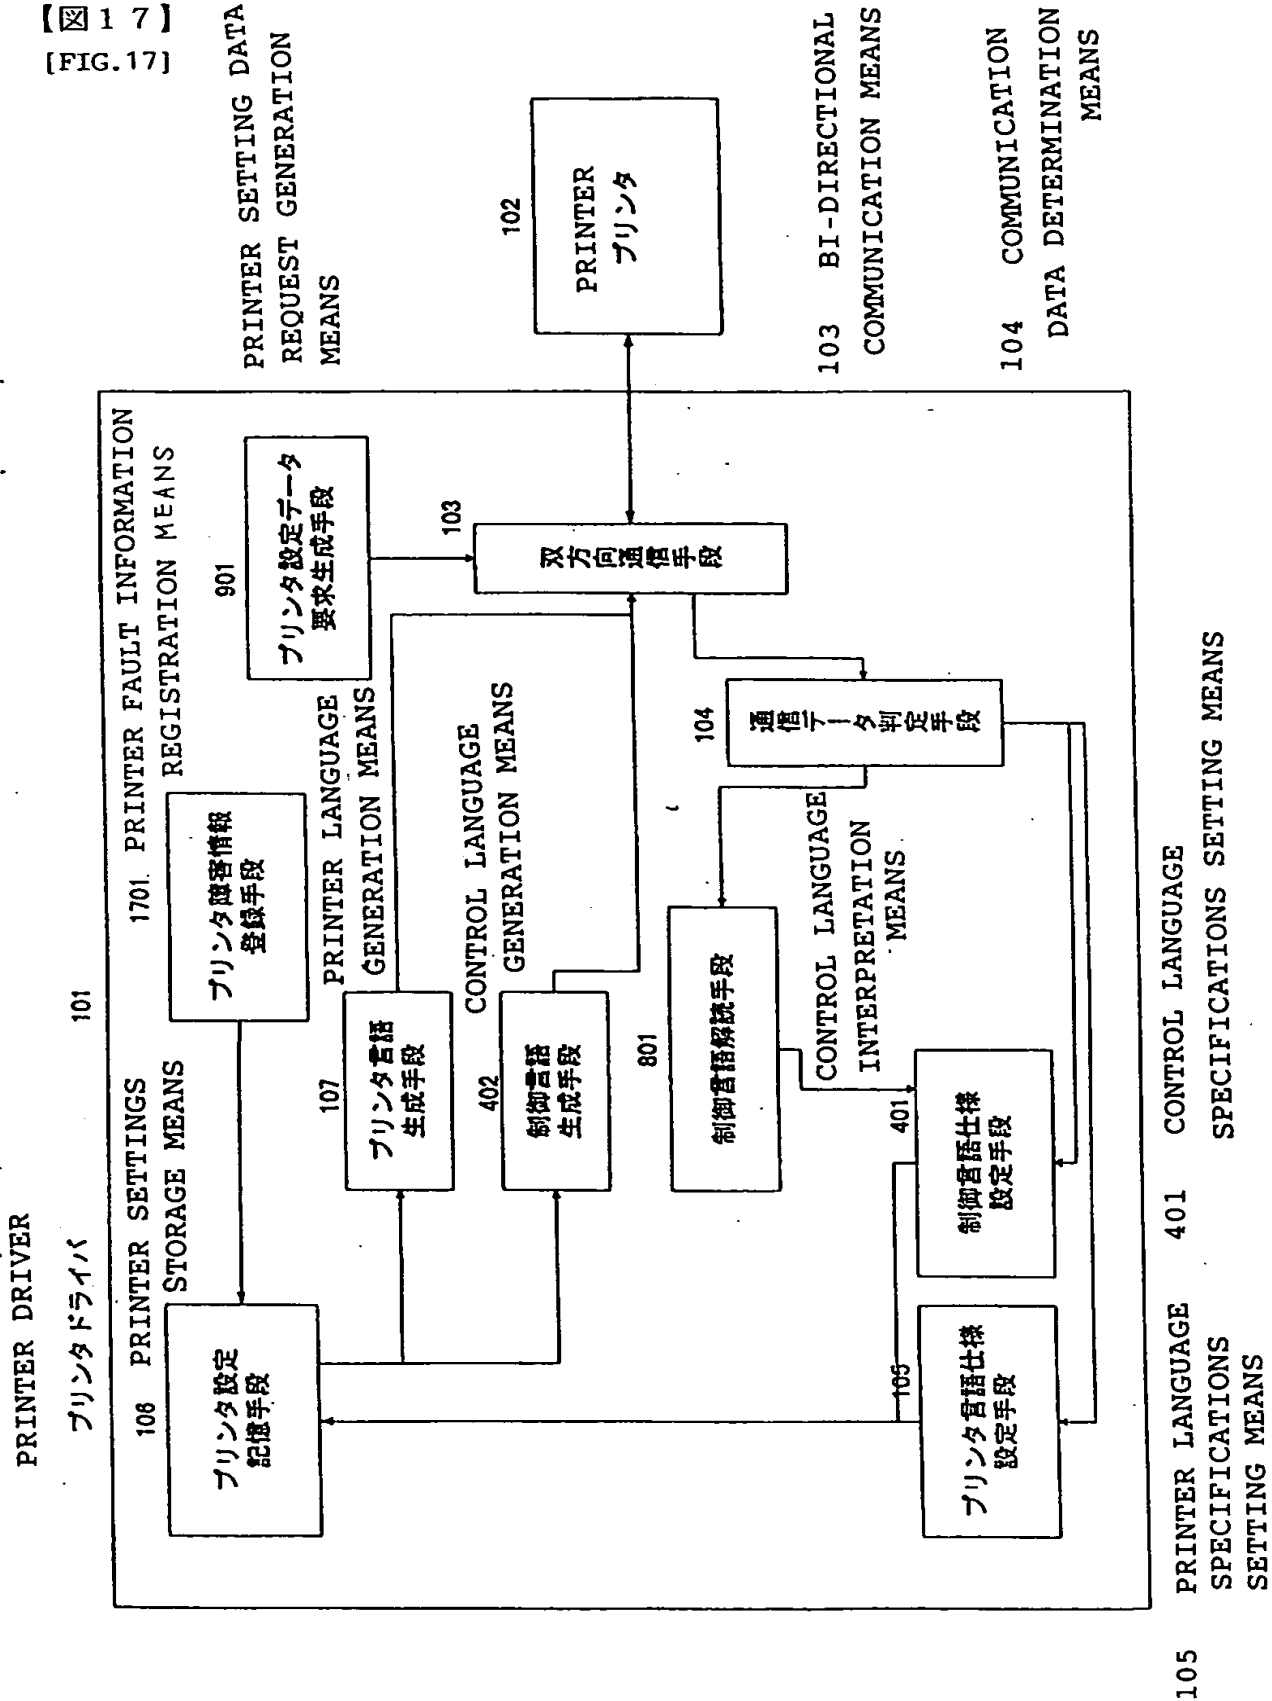 【図17】
[FIG.17]
PRINTER DRIVER
プリンタドライバ
101
108 PRINTER SETTINGS
STORAGE MEANS
プリンタ設定
記憶手段
1701. PRINTER FAULT INFORMATION
REGISTRATION MEANS
プリンタ障害情報
登録手段
PRINTER SETTING DATA
REQUEST GENERATION
MEANS
901
プリンタ設定データ
要求生成手段
PRINTER LANGUAGE
GENERATION MEANS
107
プリンタ言語
生成手段
CONTROL LANGUAGE
GENERATION MEANS
402
制御言語
生成手段
103
双方向通信手段
102
PRINTER
プリンタ
104
通信データ判定手段
801
制御言語解読手段
CONTROL LANGUAGE
INTERPRETATION
MEANS
401
制御言語仕様
設定手段
105
プリンタ言語仕様
設定手段
103 BI-DIRECTIONAL
COMMUNICATION MEANS
104 COMMUNICATION
DATA DETERMINATION
MEANS
105 PRINTER LANGUAGE
SPECIFICATIONS
SETTING MEANS
401 CONTROL LANGUAGE
SPECIFICATIONS SETTING MEANS